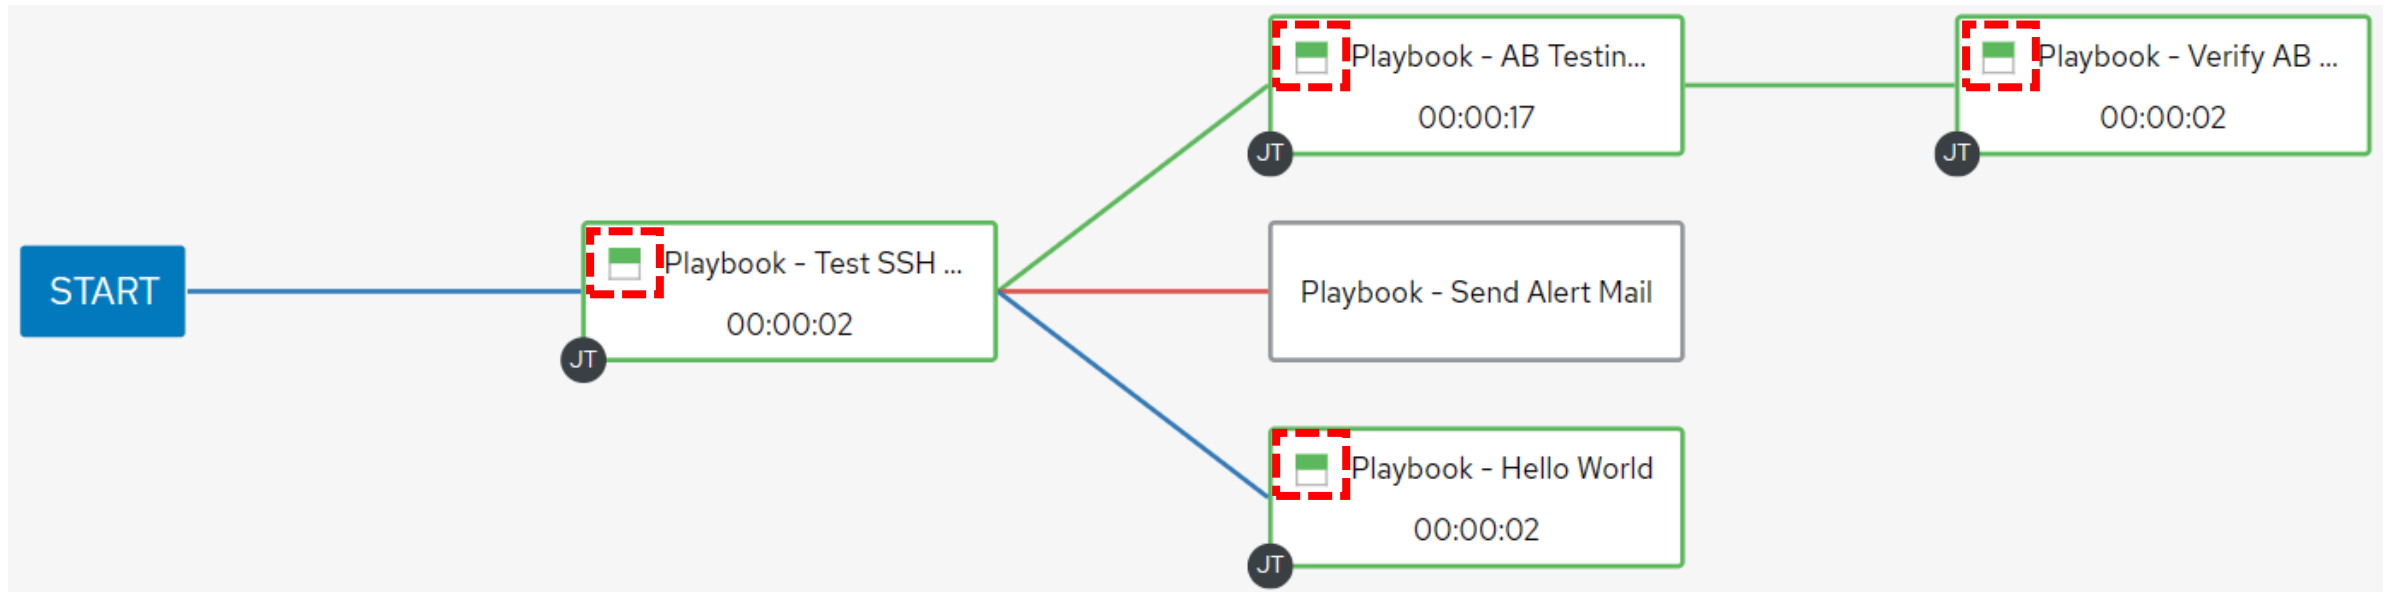 START
Playbook - Test SSH ...
00:00:02
JT
Playbook - AB Testin...
00:00:17
JT
Playbook - Verify AB ...
00:00:02
JT
Playbook - Send Alert Mail
Playbook - Hello World
00:00:02
JT